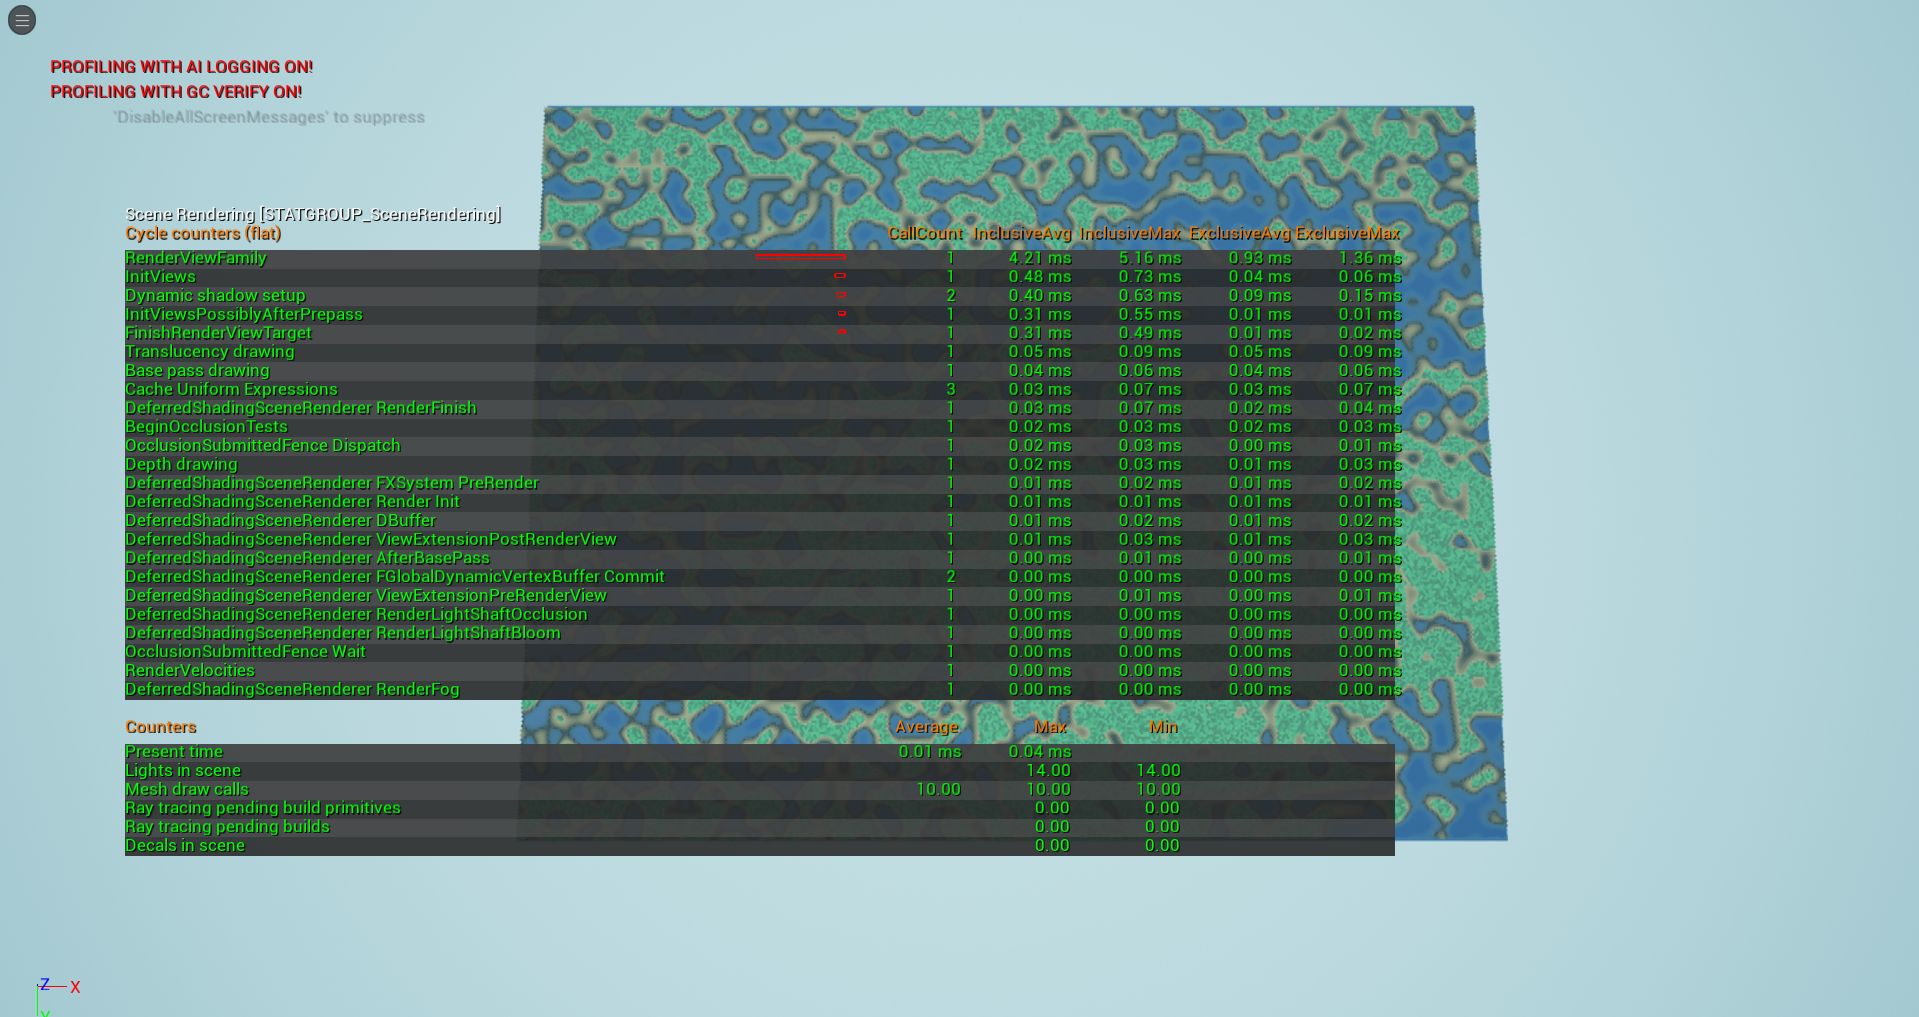 PROFILING WITH AI LOGGING ON!
PROFILING WITH GC VERIFY ON!
'DisableAllScreenMessages' to suppress
Scene Rendering [STATGROUP_SceneRendering]
Cycle counters (flat) CallCount InclusiveAvg InclusiveMax ExclusiveAvg ExclusiveMax
RenderViewFamily 1 4.21 ms 5.16 ms 0.93 ms 1.36 ms
InitViews 1 0.48 ms 0.73 ms 0.04 ms 0.06 ms
Dynamic shadow setup 2 0.40 ms 0.63 ms 0.09 ms 0.15 ms
InitViewsPossiblyAfterPrepass 1 0.31 ms 0.55 ms 0.01 ms 0.01 ms
FinishRenderViewTarget 1 0.31 ms 0.49 ms 0.01 ms 0.02 ms
Translucency drawing 1 0.05 ms 0.09 ms 0.05 ms 0.09 ms
Base pass drawing 1 0.04 ms 0.06 ms 0.04 ms 0.06 ms
Cache Uniform Expressions 3 0.03 ms 0.07 ms 0.03 ms 0.07 ms
DeferredShadingSceneRenderer RenderFinish 1 0.03 ms 0.07 ms 0.02 ms 0.04 ms
BeginOcclusionTests 1 0.02 ms 0.03 ms 0.02 ms 0.03 ms
OcclusionSubmittedFence Dispatch 1 0.02 ms 0.03 ms 0.00 ms 0.01 ms
Depth drawing 1 0.02 ms 0.03 ms 0.01 ms 0.03 ms
DeferredShadingSceneRenderer FXSystem PreRender 1 0.01 ms 0.02 ms 0.01 ms 0.02 ms
DeferredShadingSceneRenderer Render Init 1 0.01 ms 0.01 ms 0.01 ms 0.01 ms
DeferredShadingSceneRenderer DBuffer 1 0.01 ms 0.02 ms 0.01 ms 0.02 ms
DeferredShadingSceneRenderer ViewExtensionPostRenderView 1 0.01 ms 0.03 ms 0.01 ms 0.03 ms
DeferredShadingSceneRenderer AfterBasePass 1 0.00 ms 0.01 ms 0.00 ms 0.01 ms
DeferredShadingSceneRenderer FGlobalDynamicVertexBuffer Commit 2 0.00 ms 0.00 ms 0.00 ms 0.00 ms
DeferredShadingSceneRenderer ViewExtensionPreRenderView 1 0.00 ms 0.01 ms 0.00 ms 0.01 ms
DeferredShadingSceneRenderer RenderLightShaftOcclusion 1 0.00 ms 0.00 ms 0.00 ms 0.00 ms
DeferredShadingSceneRenderer RenderLightShaftBloom 1 0.00 ms 0.00 ms 0.00 ms 0.00 ms
OcclusionSubmittedFence Wait 1 0.00 ms 0.00 ms 0.00 ms 0.00 ms
RenderVelocities 1 0.00 ms 0.00 ms 0.00 ms 0.00 ms
DeferredShadingSceneRenderer RenderFog 1 0.00 ms 0.00 ms 0.00 ms 0.00 ms
Counters Average Max Min
Present time 0.01 ms 0.04 ms
Lights in scene 14.00 14.00
Mesh draw calls 10.00 10.00 10.00
Ray tracing pending build primitives 0.00 0.00
Ray tracing pending builds 0.00 0.00
Decals in scene 0.00 0.00
Z X
Y